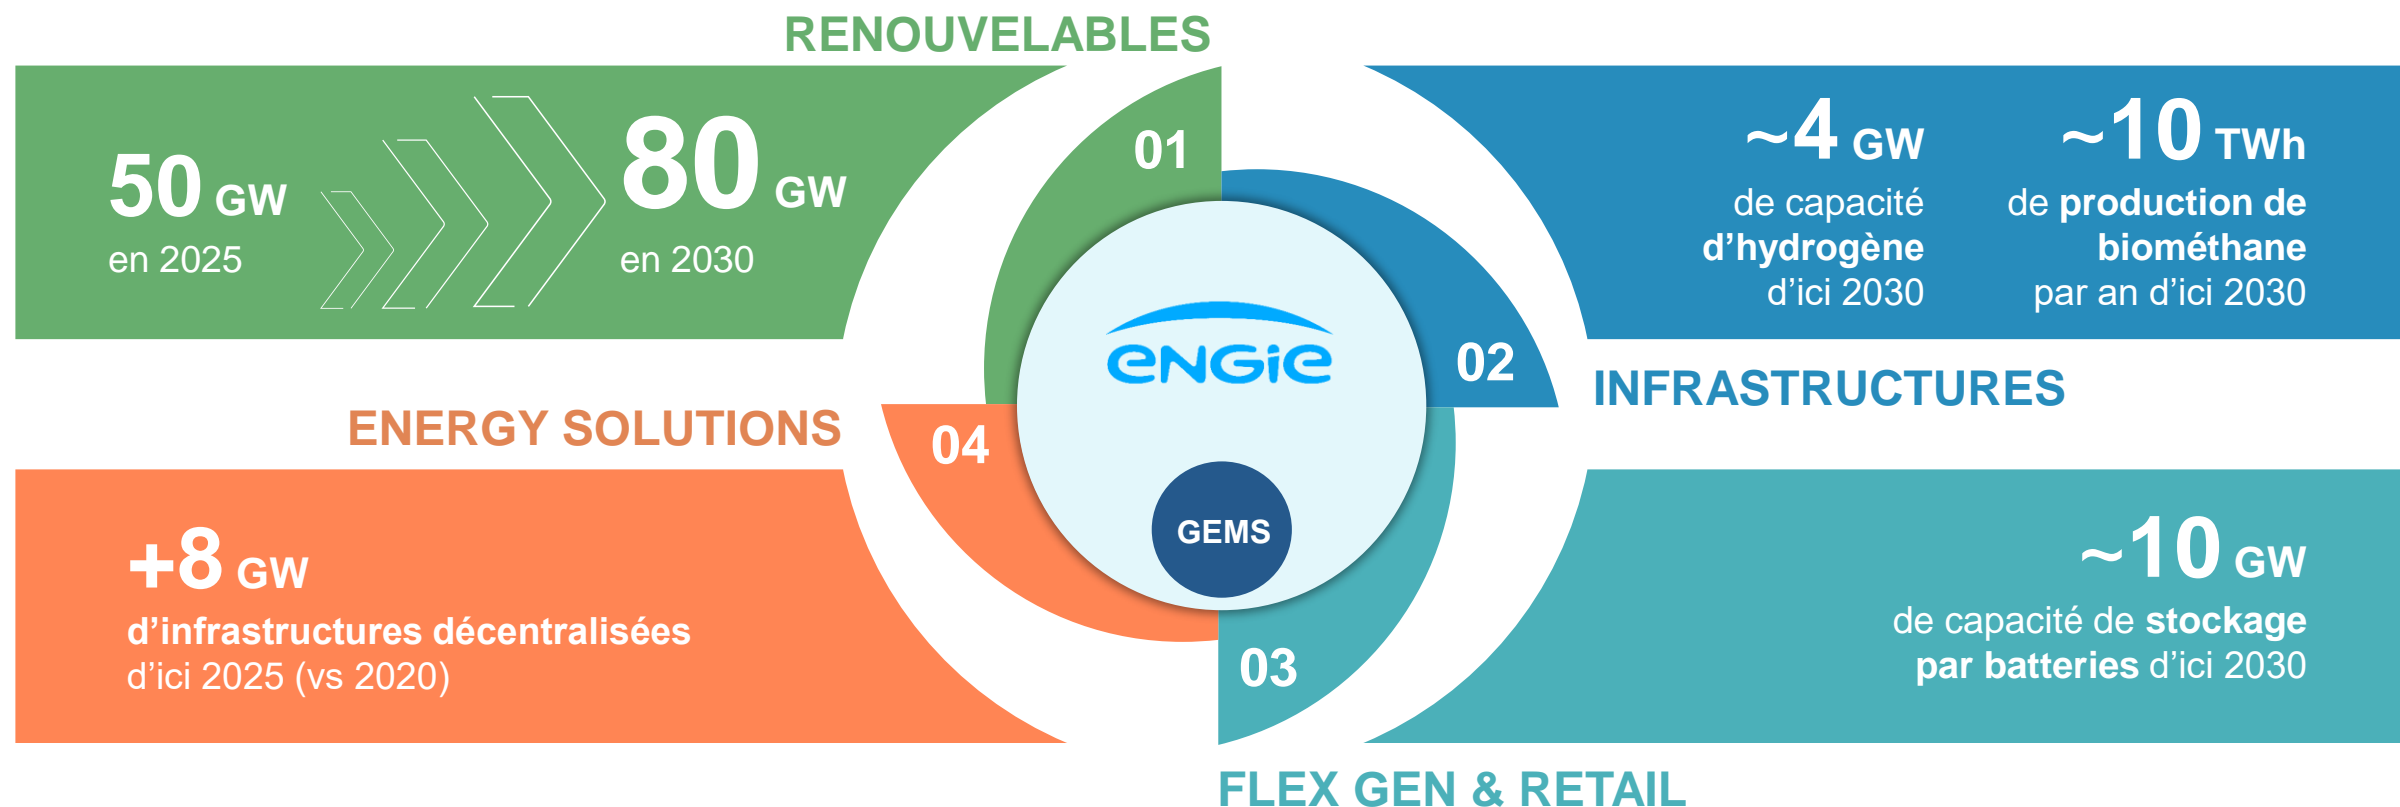 RENOUVELABLES
01
50 GW
en 2025
80 GW
en 2030
02
INFRASTRUCTURES
~4 GW
de capacité
d’hydrogène
d’ici 2030
~10 TWh
de production de
biométhane
par an d’ici 2030
ENGIE
GEMS
ENERGY SOLUTIONS
04
+8 GW
d’infrastructures décentralisées
d’ici 2025 (vs 2020)
03
~10 GW
de capacité de stockage
par batteries d’ici 2030
FLEX GEN & RETAIL